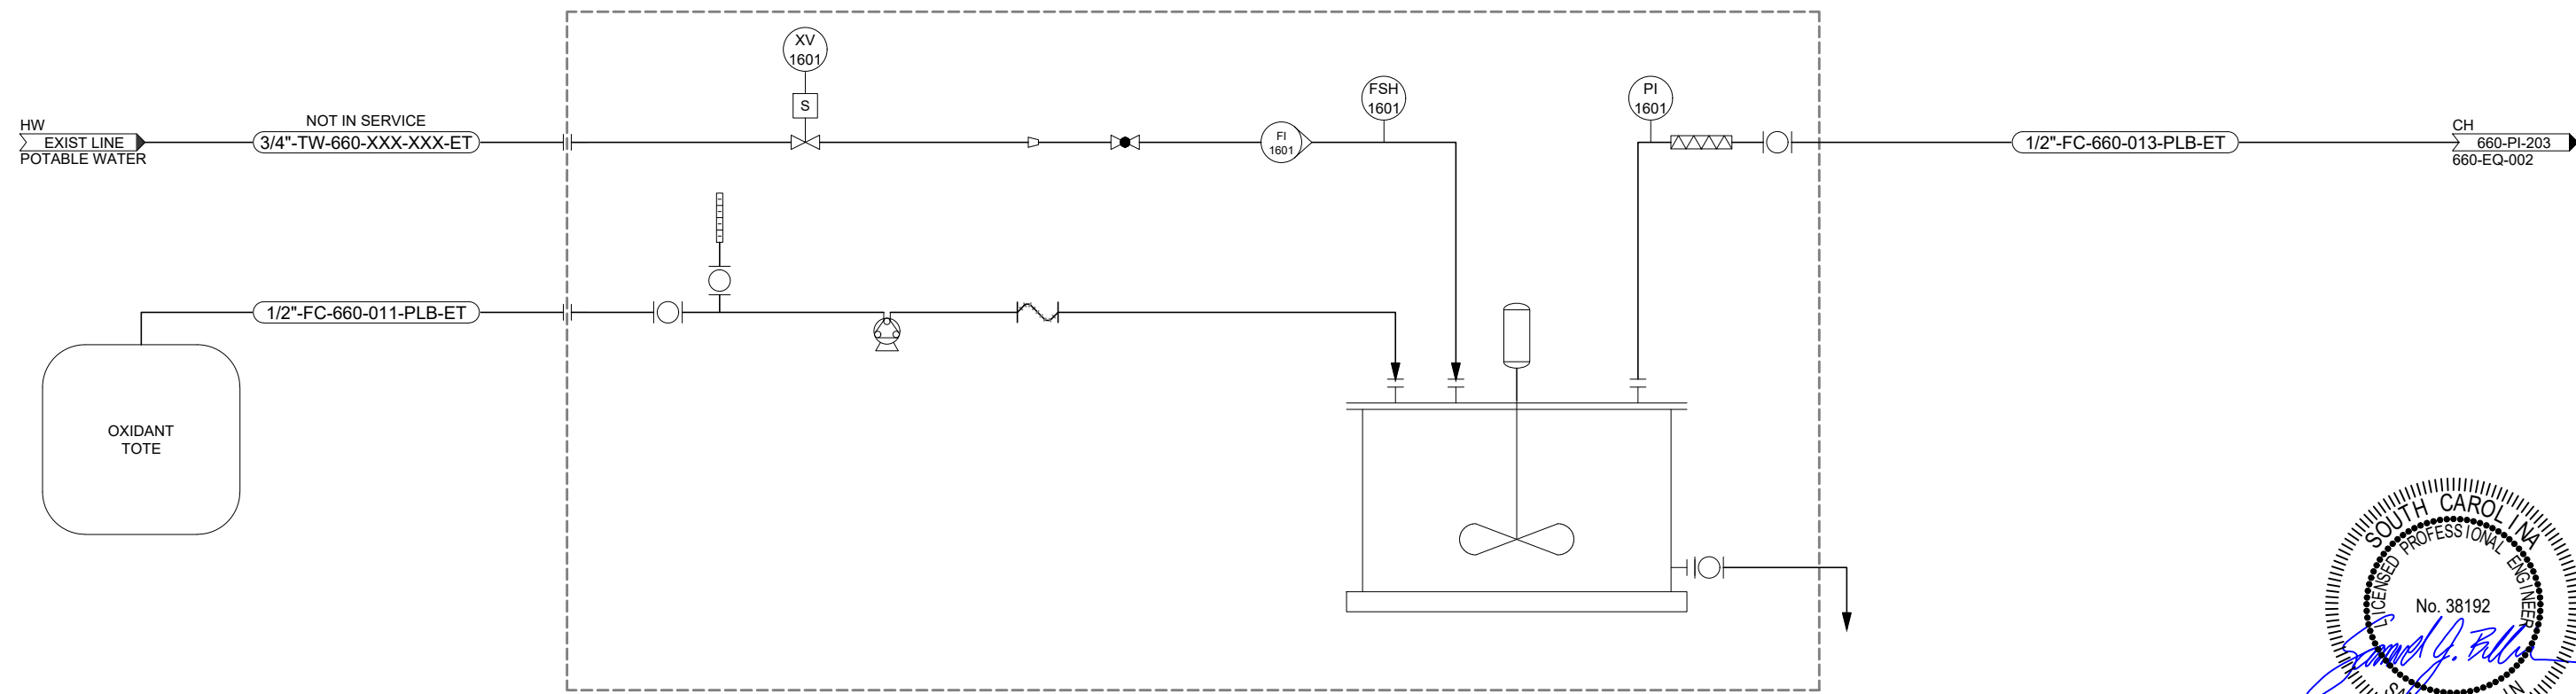 XV
1601
S
FSH
1601
PI
1601
FI
1601
HW
EXIST LINE
POTABLE WATER
NOT IN SERVICE
3/4"-TW-660-XXX-XXX-ET
1/2"-FC-660-013-PLB-ET
CH
660-PI-203
660-EQ-002
1/2"-FC-660-011-PLB-ET
OXIDANT
TOTE
SOUTH CAROLINA
LICENSED PROFESSIONAL ENGINEER
No. 38192